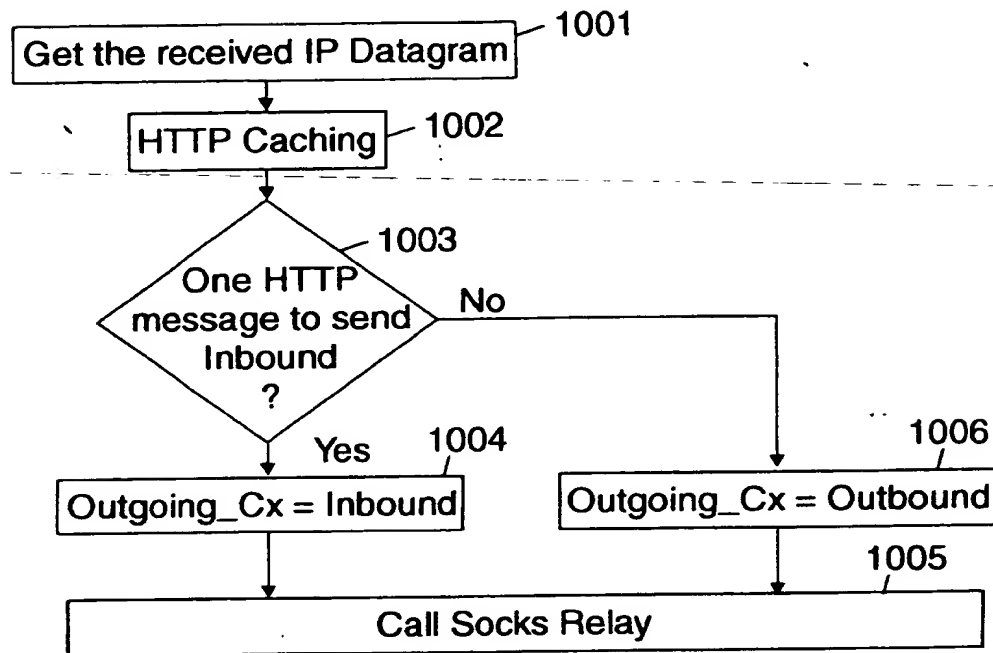 1001
Get the received IP Datagram
1002
HTTP Caching
1003
One HTTP
message to send
Inbound
?
No
Yes
1004
1006
Outgoing_Cx = Inbound
Outgoing_Cx = Outbound
1005
Call Socks Relay